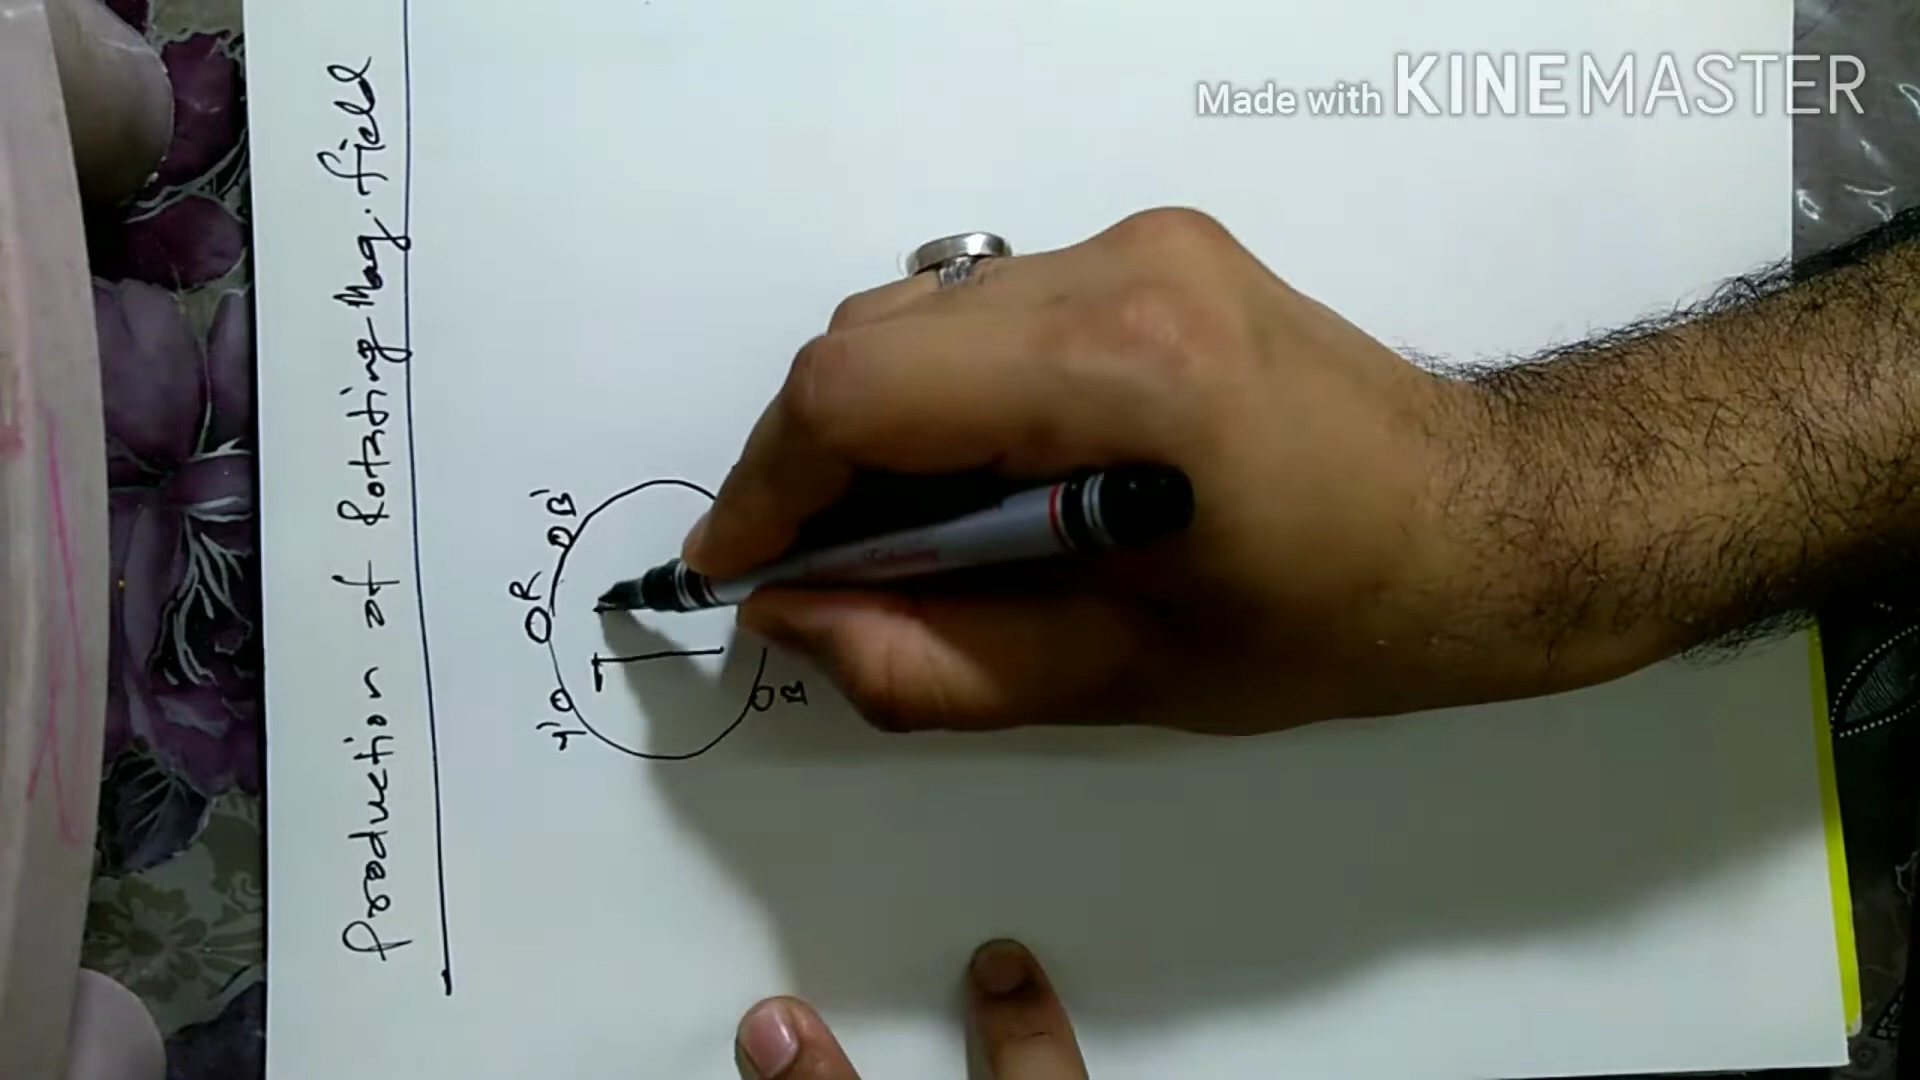 Production of Rotating Mag. field
Made with KINEMASTER
B'
R
Y'
B